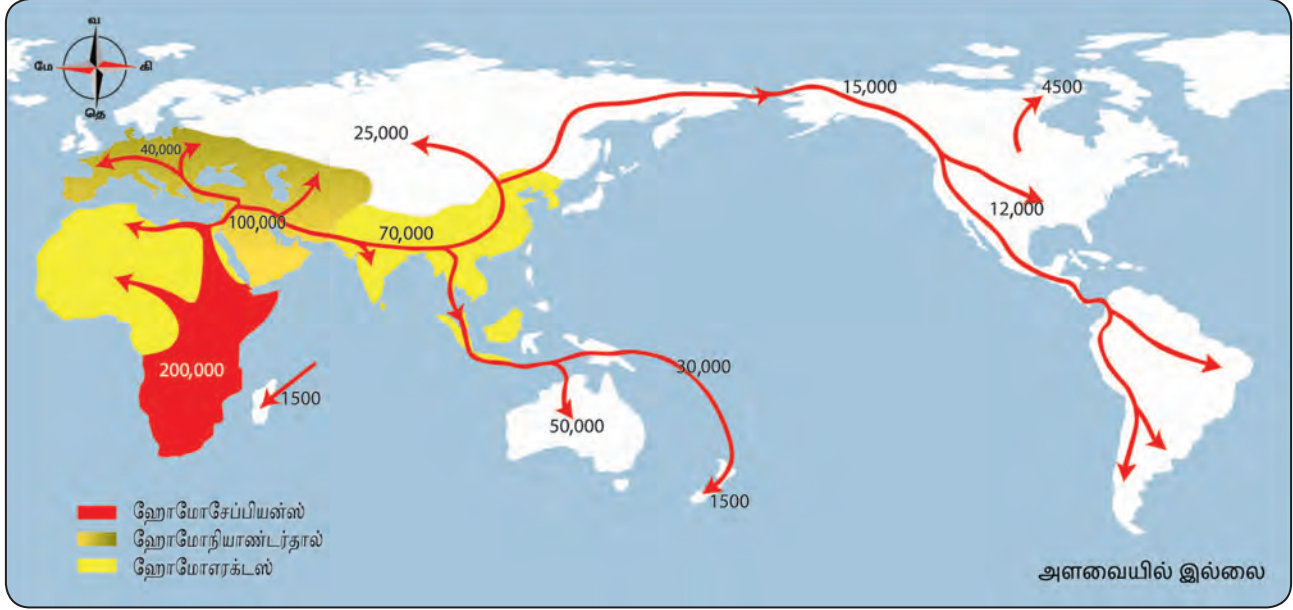 வ
மே
கி
தெ
15,000
4500
25,000
40,000
100,000
70,000
12,000
200,000
30,000
1500
50,000
1500
ஹோமோசேப்பியன்ஸ்
ஹோமோநியாண்டர்தால்
ஹோமோஎரக்டஸ்
அளவையில் இல்லை